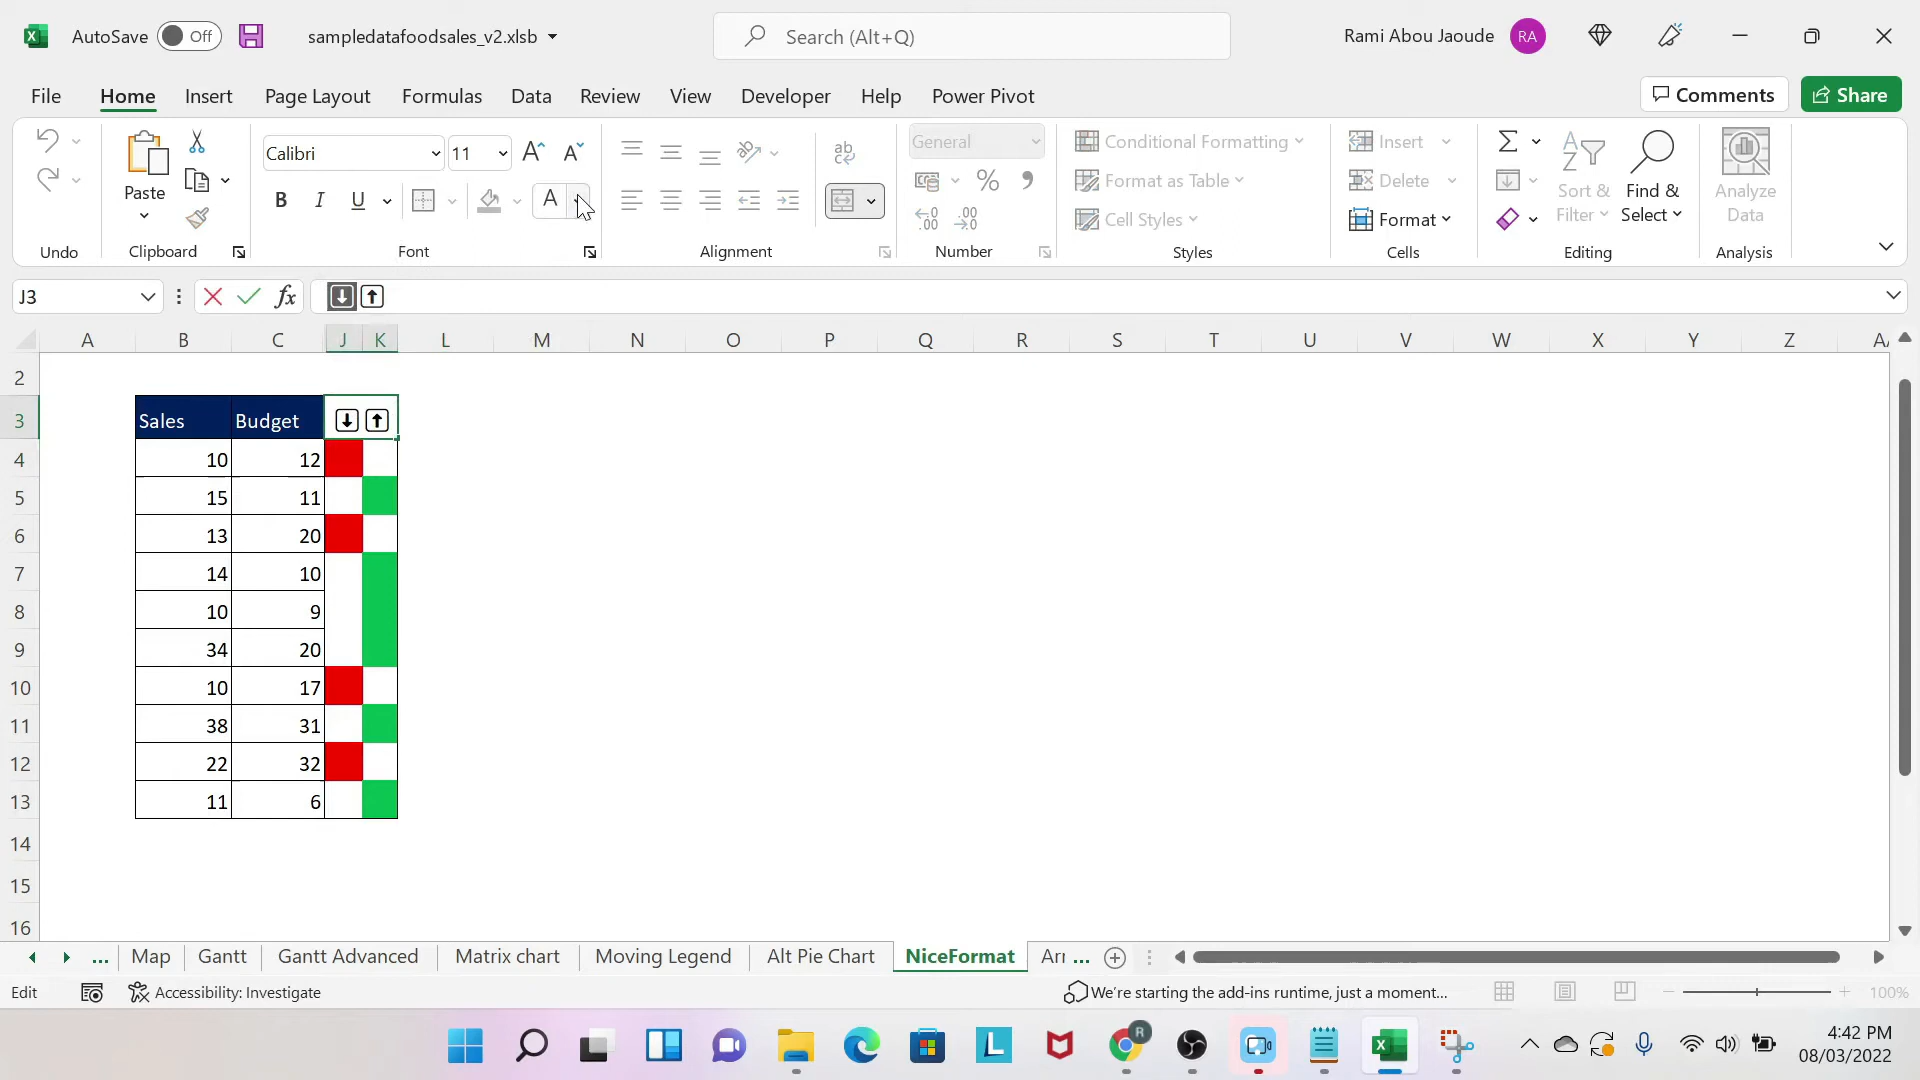 AutoSave Off sampledatafoodsales_v2.xlsb Search (Alt+Q) Rami Abou Jaoude RA
File Home Insert Page Layout Formulas Data Review View Developer Help Power Pivot Comments Share
Paste
Calibri 11
B I U A
ab
General
% 9
.00
Conditional Formatting
Format as Table
Cell Styles
Insert
Delete
Format
Sort & Filter
Find & Select
Analyze Data
Undo Clipboard Font Alignment Number Styles Cells Editing Analysis
J3 fx ⬇⬆
A B C J K L M N O P Q R S T U V W X Y Z
2
3 Sales Budget ⬇⬆
4 10 12
5 15 11
6 13 20
7 14 10
8 10 9
9 34 20
10 10 17
11 38 31
12 22 32
13 11 6
14
15
16
... Map Gantt Gantt Advanced Matrix chart Moving Legend Alt Pie Chart NiceFormat Arr ...
Edit Accessibility: Investigate We're starting the add-ins runtime, just a moment... 100%
L R 4:42 PM
08/03/2022